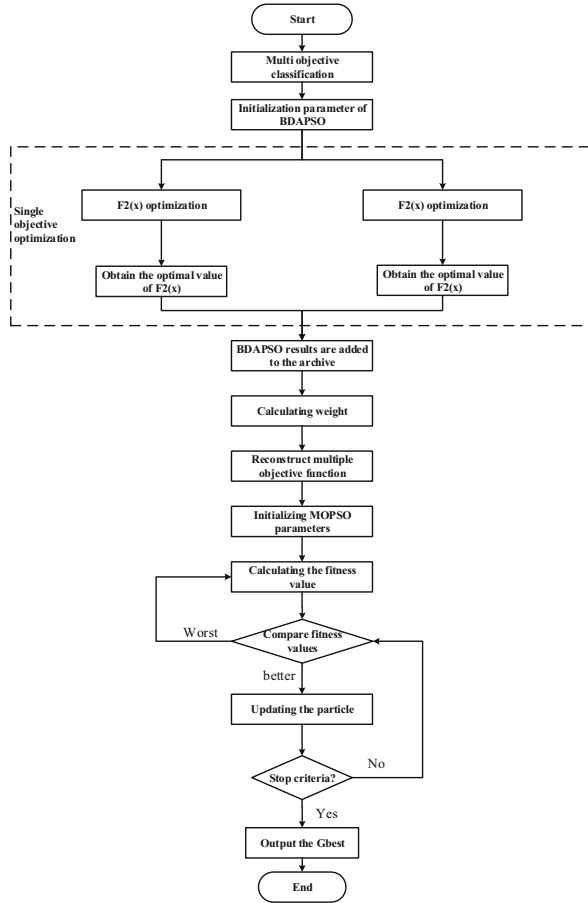 Start
Multi objective
classification
Initialization parameter of
BDAPSO
Single
objective
optimization
F2(x) optimization
F2(x) optimization
Obtain the optimal value
of F2(x)
Obtain the optimal value
of F2(x)
BDAPSO results are added
to the archive
Calculating weight
Reconstruct multiple
objective function
Initializing MOPSO
parameters
Calculating the fitness
value
Worst
Compare fitness
values
better
Updating the particle
Stop criteria?
No
Yes
Output the Gbest
End